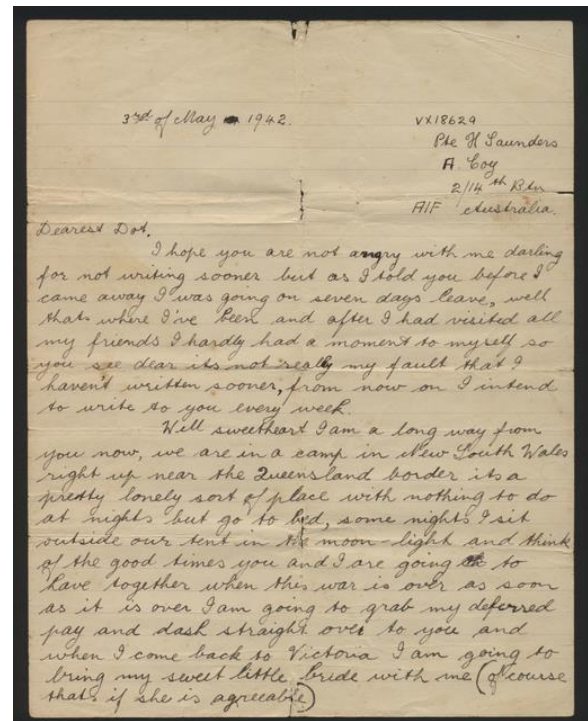 3rd of May 1942.
VX18629
Pte H Saunders
A. Coy
2/14th Btn
AIF Australia.
Dearest Dot.
I hope you are not angry with me darling
for not writing sooner but as I told you before I
came away I was going on seven days leave, well
thats where I've been and after I had visited all
my friends I hardly had a moment to myself so
you see dear its not really my fault that I
haven't written sooner, from now on I intend
to write to you every week.
Well sweetheart I am a long way from
you now, we are in a camp in New South Wales
right up near the Queensland border its a
pretty lonely sort of place with nothing to do
at nights but go to bed, some nights I sit
outside our tent in the moon-light and think
of the good times you and I are going to
have together when this war is over as soon
as it is over I am going to grab my deferred
pay and dash straight over to you and
when I come back to Victoria I am going to
bring my sweet little bride with me (of course
thats if she is agreeable)